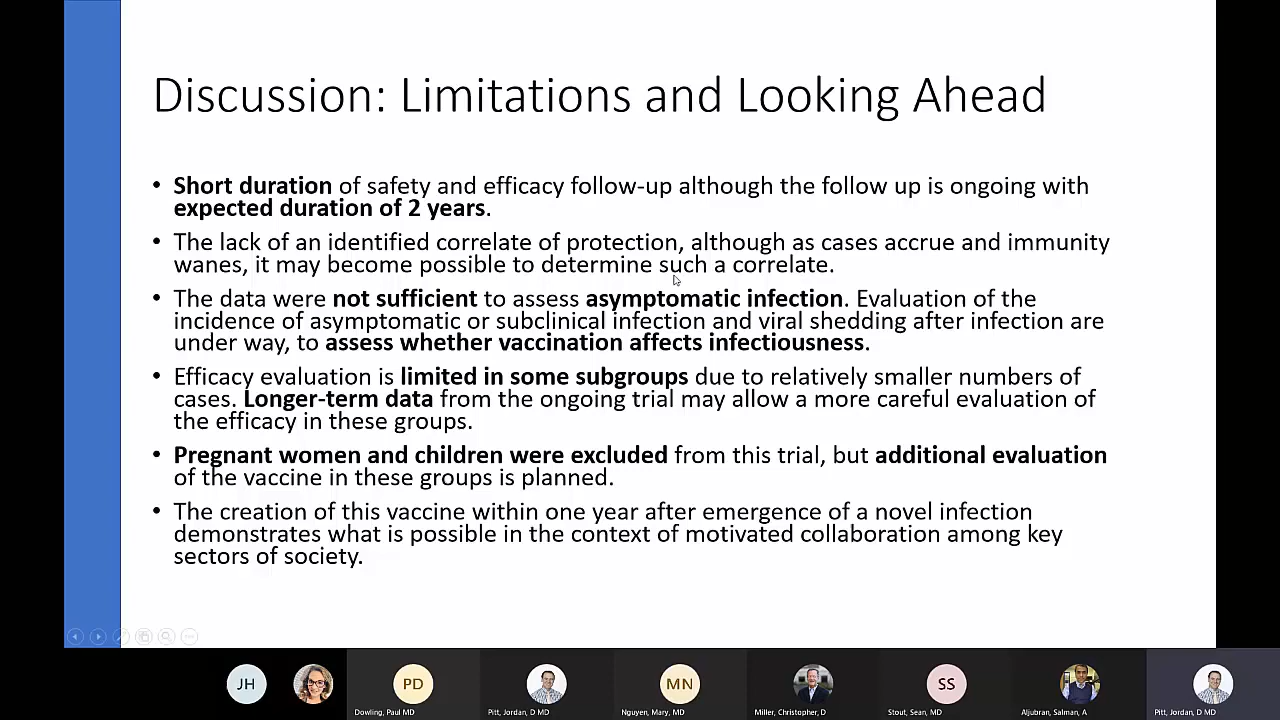 Discussion: Limitations and Looking Ahead
• Short duration of safety and efficacy follow-up although the follow up is ongoing with
expected duration of 2 years.
• The lack of an identified correlate of protection, although as cases accrue and immunity
wanes, it may become possible to determine such a correlate.
• The data were not sufficient to assess asymptomatic infection. Evaluation of the
incidence of asymptomatic or subclinical infection and viral shedding after infection are
under way, to assess whether vaccination affects infectiousness.
• Efficacy evaluation is limited in some subgroups due to relatively smaller numbers of
cases. Longer-term data from the ongoing trial may allow a more careful evaluation of
the efficacy in these groups.
• Pregnant women and children were excluded from this trial, but additional evaluation
of the vaccine in these groups is planned.
• The creation of this vaccine within one year after emergence of a novel infection
demonstrates what is possible in the context of motivated collaboration among key
sectors of society.
JH PD MN SS
Dowling, Paul MD Pitt, Jordan, D MD Nguyen, Mary, MD Miller, Christopher, D Stout, Sean, MD Aljubran, Salman, A Pitt, Jordan, D MD